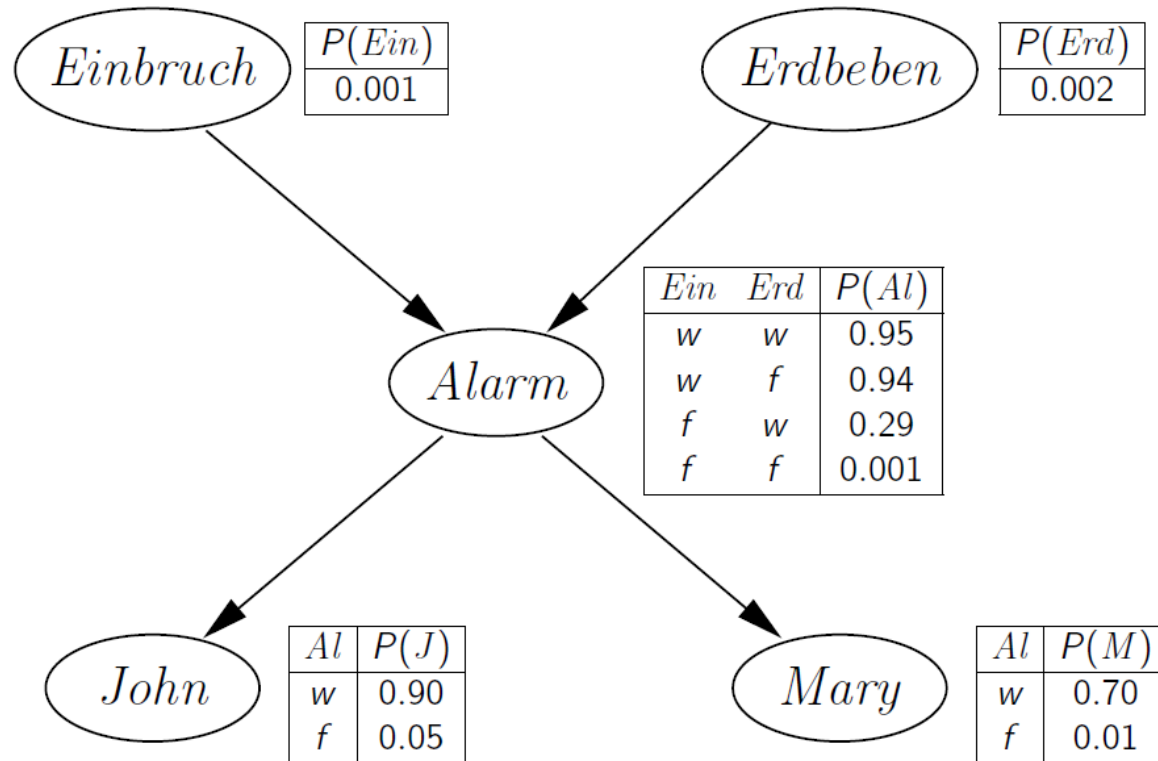 Einbruch
P(Ein)
0.001
Erdbeben
P(Erd)
0.002
Alarm
Ein Erd P(Al)
w w 0.95
w f 0.94
f w 0.29
f f 0.001
John
Al P(J)
w 0.90
f 0.05
Mary
Al P(M)
w 0.70
f 0.01